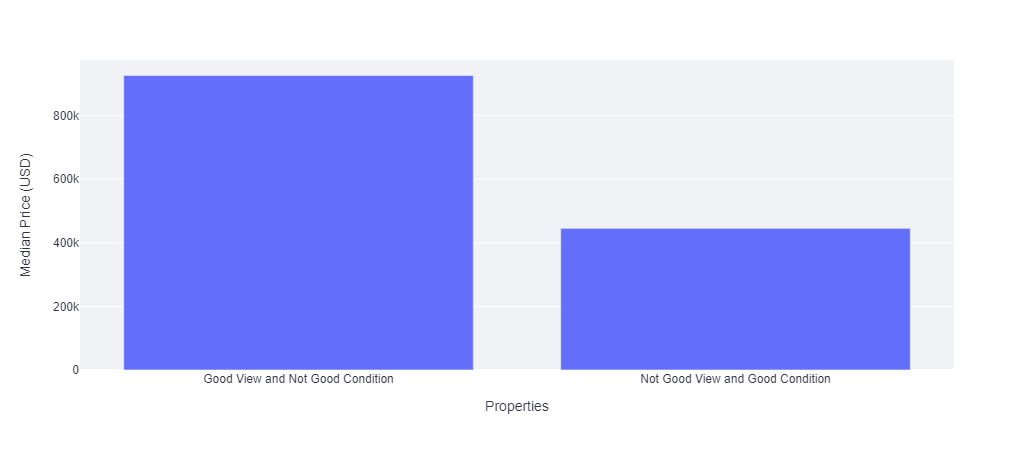 Median Price (USD)
800k
600k
400k
200k
0
Good View and Not Good Condition
Not Good View and Good Condition
Properties